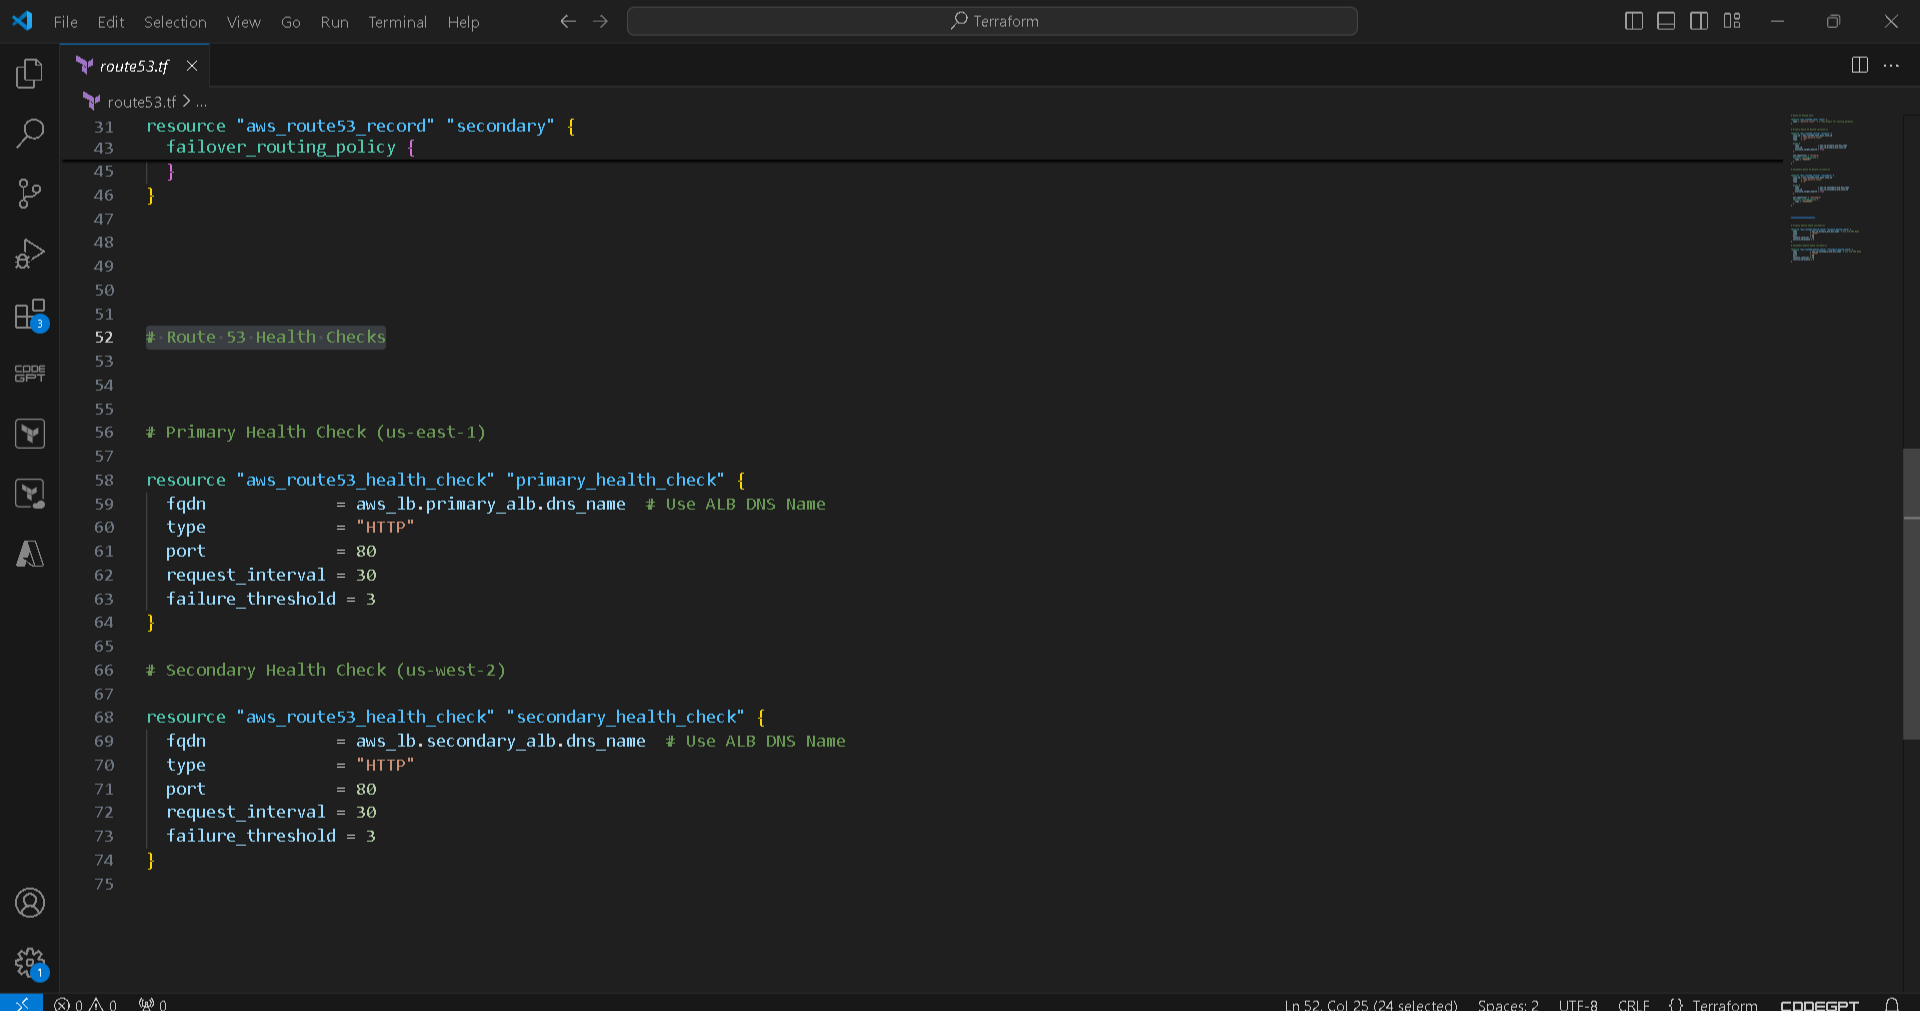 File Edit Selection View Go Run Terminal Help Terraform
route53.tf
route53.tf > ...
31 resource "aws_route53_record" "secondary" {
43 failover_routing_policy {
45 }
46 }
47
48
49
50
51
52 # Route 53 Health Checks
53
54
55
56 # Primary Health Check (us-east-1)
57
58 resource "aws_route53_health_check" "primary_health_check" {
59 fqdn = aws_lb.primary_alb.dns_name # Use ALB DNS Name
60 type = "HTTP"
61 port = 80
62 request_interval = 30
63 failure_threshold = 3
64 }
65
66 # Secondary Health Check (us-west-2)
67
68 resource "aws_route53_health_check" "secondary_health_check" {
69 fqdn = aws_lb.secondary_alb.dns_name # Use ALB DNS Name
70 type = "HTTP"
71 port = 80
72 request_interval = 30
73 failure_threshold = 3
74 }
75
3
CODE
GPT
1
0 0 0 Ln 52, Col 25 (24 selected) Spaces: 2 UTF-8 CRLF {} Terraform CODEGPT